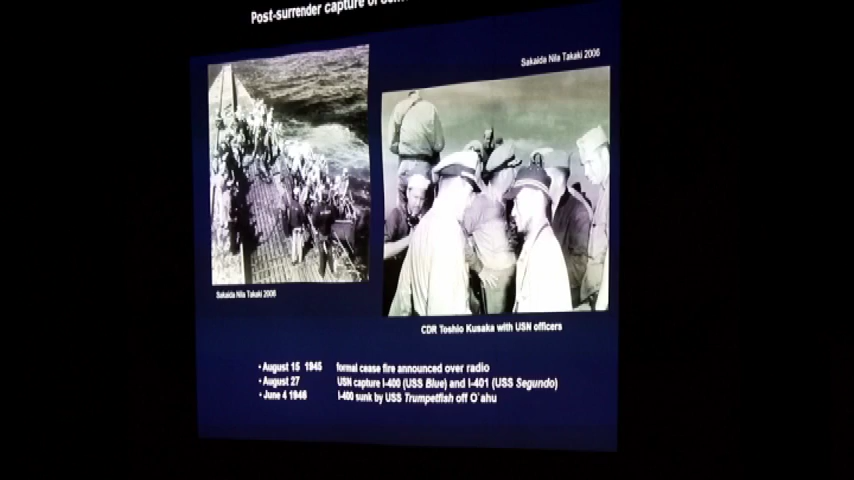 Post-surrender capture of
Sakaida Nila Takaki 2006
Sakaida Nila Takaki 2006
CDR Toshio Kusaka with USN officers
• August 15 1945 formal cease fire announced over radio
• August 27 USN capture I-400 (USS Blue) and I-401 (USS Segundo)
• June 4 1946 I-400 sunk by USS Trumpetfish off O`ahu